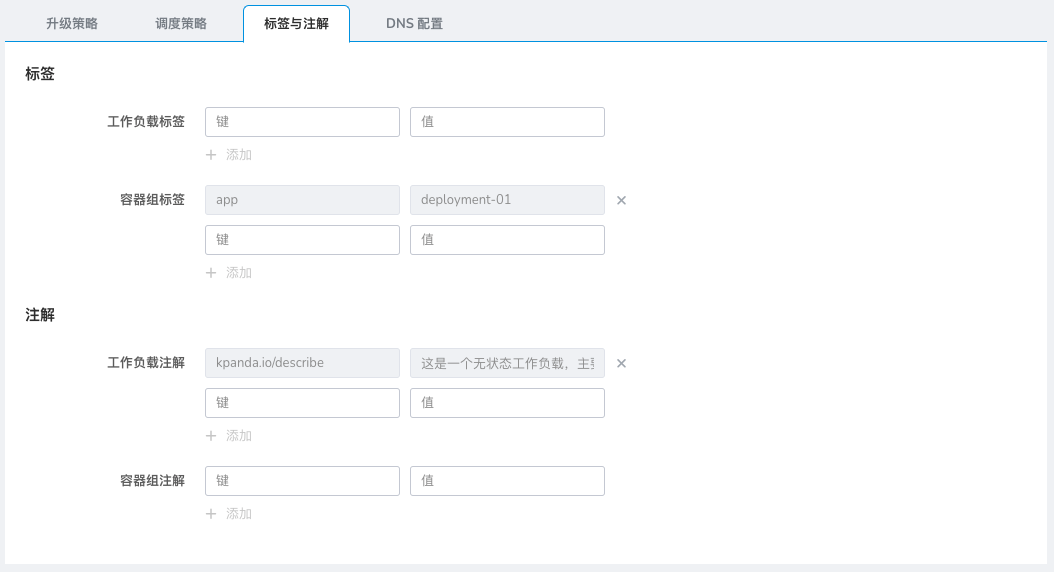 升级策略 调度策略 标签与注解 DNS 配置
标签
工作负载标签 键 值
+ 添加
容器组标签 app deployment-01 ×
键 值
+ 添加
注解
工作负载注解 kpanda.io/describe 这是一个无状态工作负载，主 ×
键 值
+ 添加
容器组注解 键 值
+ 添加